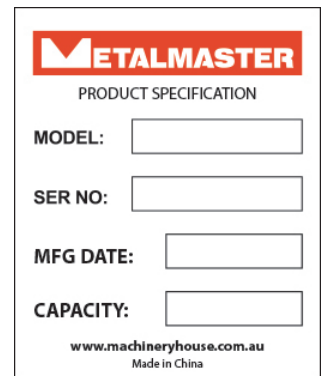 METALMASTER
PRODUCT SPECIFICATION
MODEL:
SER NO:
MFG DATE:
CAPACITY:
www.machineryhouse.com.au
Made in China